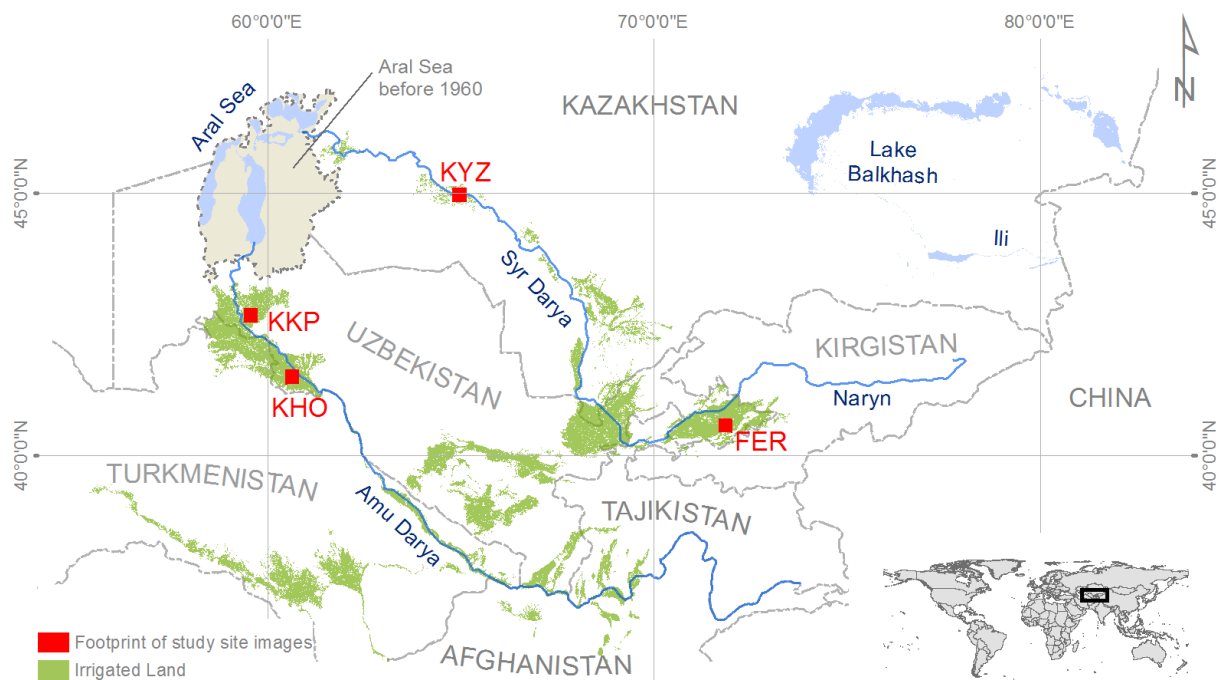 60°0'0"E
70°0'0"E
80°0'0"E
Aral Sea
before 1960
Aral Sea
KAZAKHSTAN
N
Lake
Balkhash
KYZ
45°0'0"N
45°0'0"N
Ili
Syr Darya
KKP
UZBEKISTAN
KIRGISTAN
KHO
Naryn
CHINA
FER
40°0'0"N
40°0'0"N
TURKMENISTAN
Amu Darya
TAJIKISTAN
Footprint of study site images
AFGHANISTAN
Irrigated Land